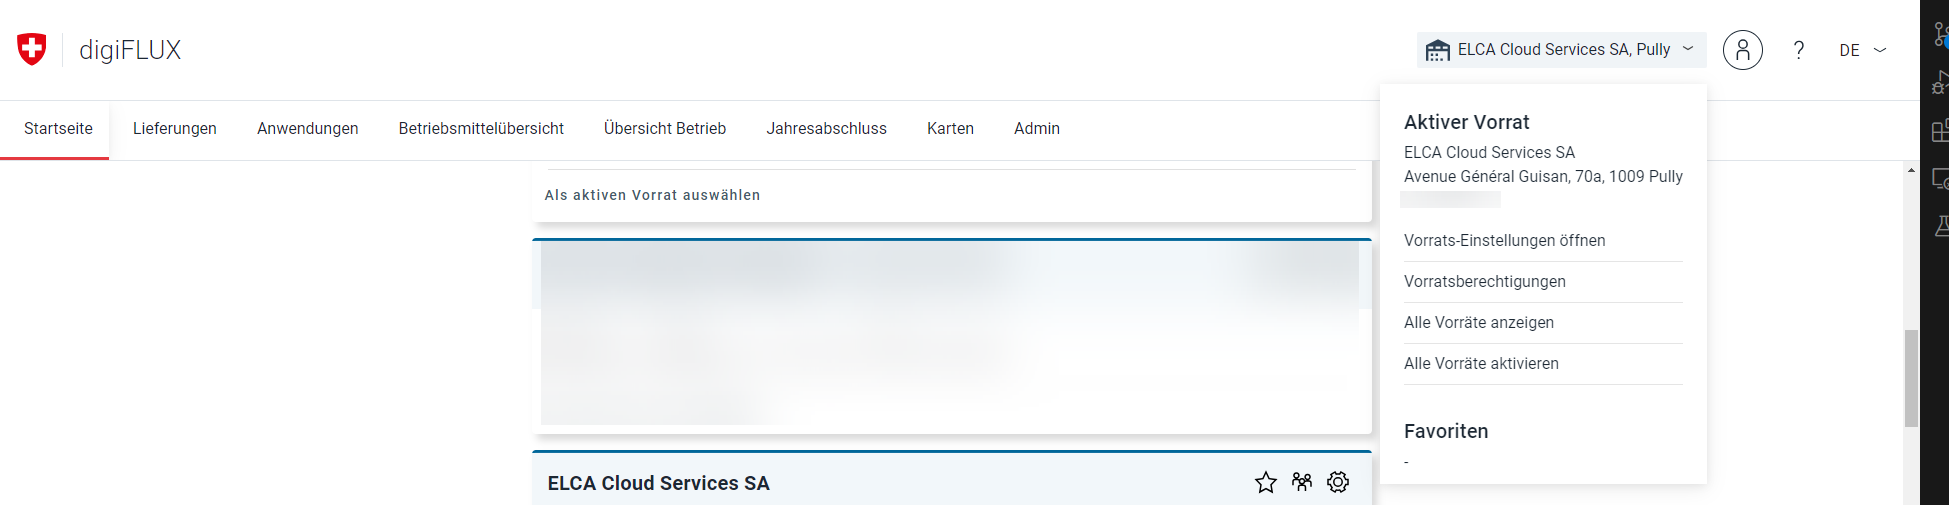 digiFLUX
ELCA Cloud Services SA, Pully
?
DE
Startseite
Lieferungen
Anwendungen
Betriebsmittelübersicht
Übersicht Betrieb
Jahresabschluss
Karten
Admin
Als aktiven Vorrat auswählen
ELCA Cloud Services SA
Aktiver Vorrat
ELCA Cloud Services SA
Avenue Général Guisan, 70a, 1009 Pully
Vorrats-Einstellungen öffnen
Vorratsberechtigungen
Alle Vorräte anzeigen
Alle Vorräte aktivieren
Favoriten
-